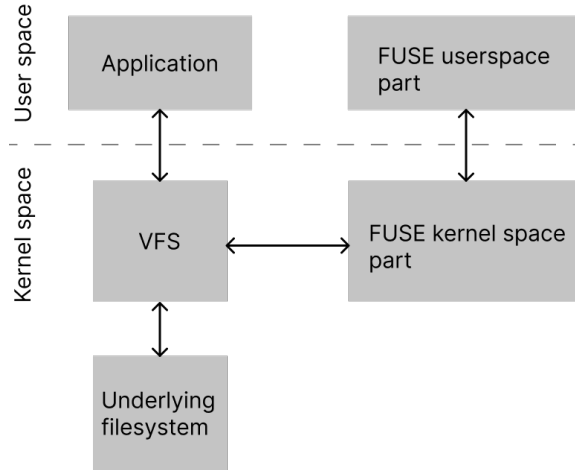 User space
Application
FUSE userspace
part
Kernel space
VFS
FUSE kernel space
part
Underlying
filesystem